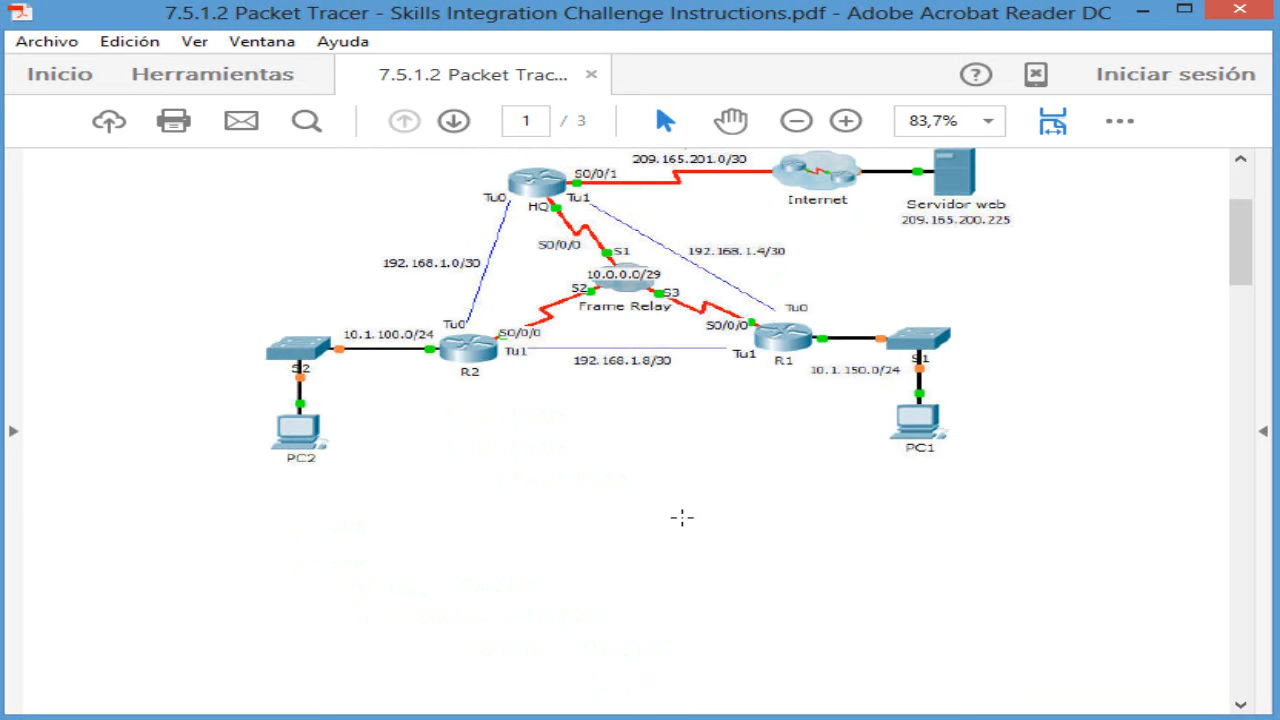 7.5.1.2 Packet Tracer - Skills Integration Challenge Instructions.pdf - Adobe Acrobat Reader DC
Archivo Edición Ver Ventana Ayuda
Inicio Herramientas 7.5.1.2 Packet Trac... × Iniciar sesión
1 / 3 83,7%
209.165.201.0/30
S0/0/1
Tu0 Tu1
HQ
Internet
Servidor web
209.165.200.225
S0/0/0 S1
192.168.1.4/30
192.168.1.0/30
10.0.0.0/29
S2 S3
Frame Relay
Tu0
Tu0 S0/0/0
10.1.100.0/24 S0/0/0
Tu1 Tu1
192.168.1.8/30
S2 R2 R1 S1
10.1.150.0/24
PC2 PC1